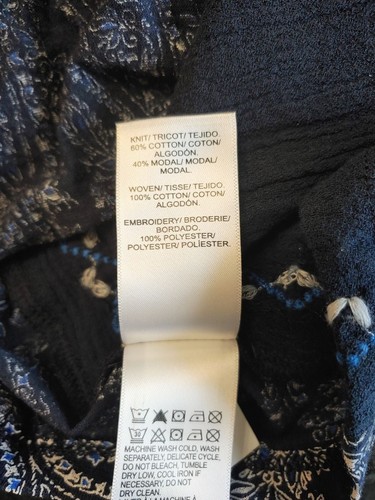 KNIT/ TRICOT/ TEJIDO.
60% COTTON/ COTON/
ALGODÓN.
40% MODAL/ MODAL/
MODAL.
WOVEN/ TISSE/ TEJIDO.
100% COTTON/ COTON/
ALGODÓN.
EMBROIDERY/ BRODERIE/
BORDADO.
100% POLYESTER/
POLYESTER/ POLÌESTER.
MACHINE WASH COLD, WASH
SEPARATELY, DELICATE CYCLE,
DO NOT BLEACH, TUMBLE
DRY LOW, COOL IRON IF
NECESSARY, DO NOT
DRY CLEAN.